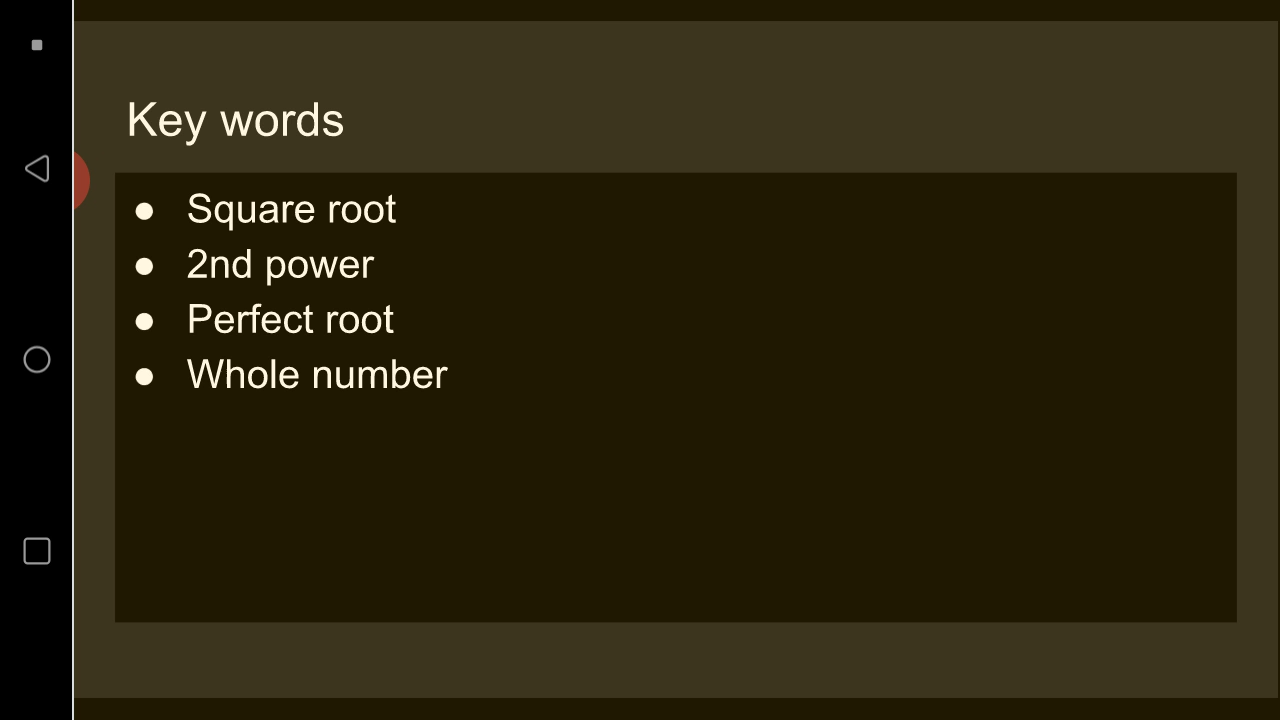 Key words
● Square root
● 2nd power
● Perfect root
● Whole number